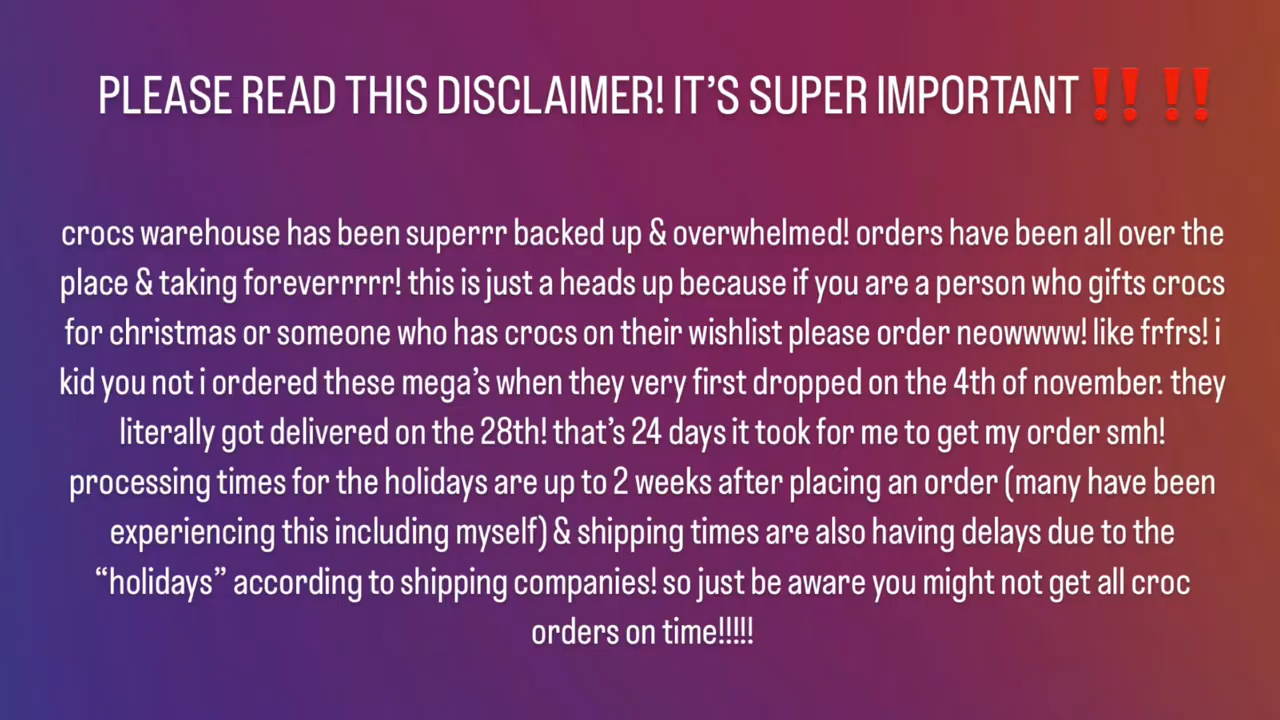 PLEASE READ THIS DISCLAIMER! IT’S SUPER IMPORTANT‼️‼️
crocs warehouse has been superrr backed up & overwhelmed! orders have been all over the
place & taking foreverrrrr! this is just a heads up because if you are a person who gifts crocs
for christmas or someone who has crocs on their wishlist please order neowwww! like frfrs! i
kid you not i ordered these mega’s when they very first dropped on the 4th of november. they
literally got delivered on the 28th! that’s 24 days it took for me to get my order smh!
processing times for the holidays are up to 2 weeks after placing an order (many have been
experiencing this including myself) & shipping times are also having delays due to the
“holidays” according to shipping companies! so just be aware you might not get all croc
orders on time!!!!!